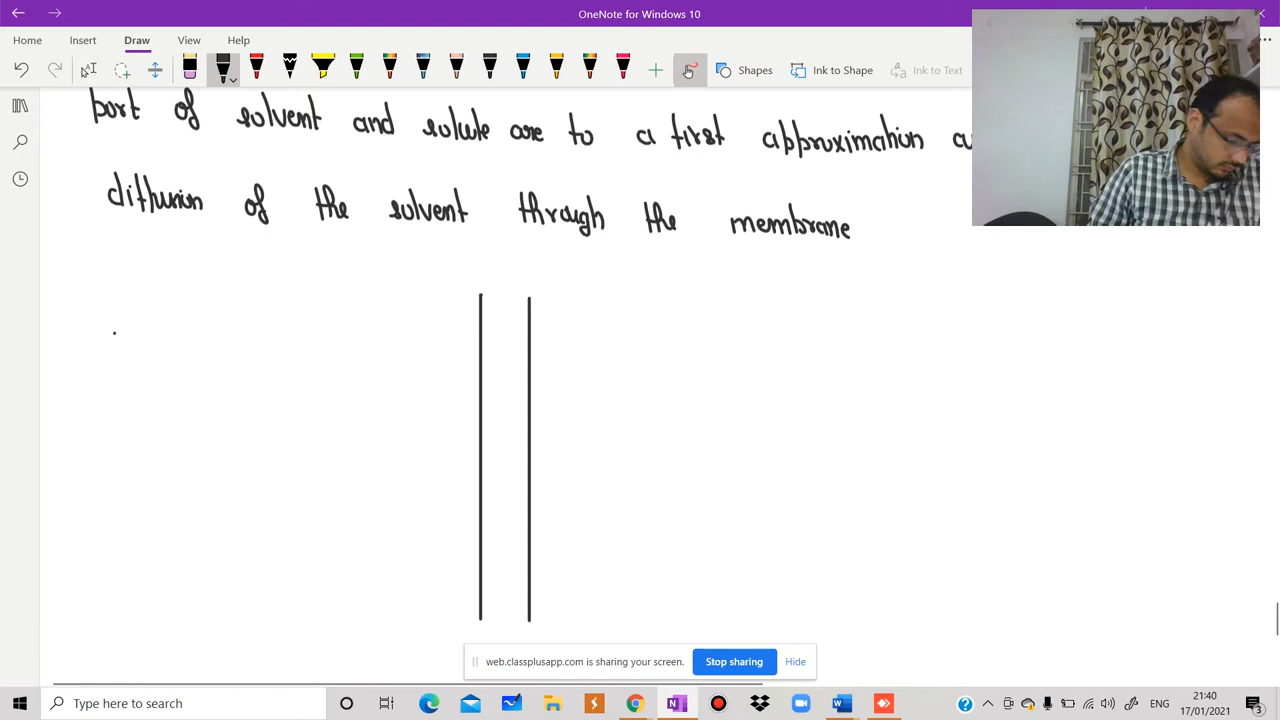 OneNote for Windows 10
Home Insert Draw View Help
Shapes Ink to Shape Ink to Text
part of solvent and solute are to a first approximation
diffusion of the solvent through the membrane
web.classplusapp.com is sharing your screen. Stop sharing Hide
Type here to search
ENG
21:40
17/01/2021
3